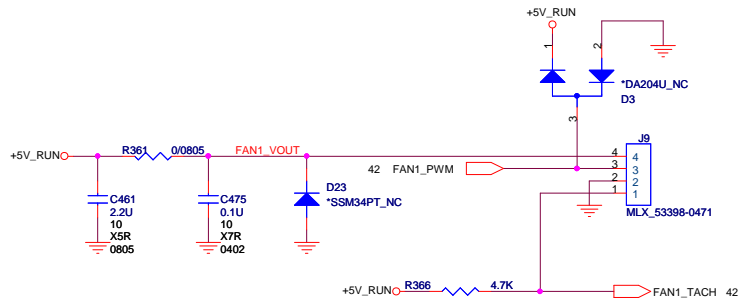 +5V_RUN
1
2
*DA204U_NC
D3
3
J9
R361
0/0805
+5V_RUN
FAN1_VOUT
4
4
42
FAN1_PWM
3
3
2
2
1
1
MLX_53398-0471
C461
2.2U
10
X5R
0805
C475
0.1U
10
X7R
0402
D23
*SSM34PT_NC
+5V_RUN
R366
4.7K
FAN1_TACH
42